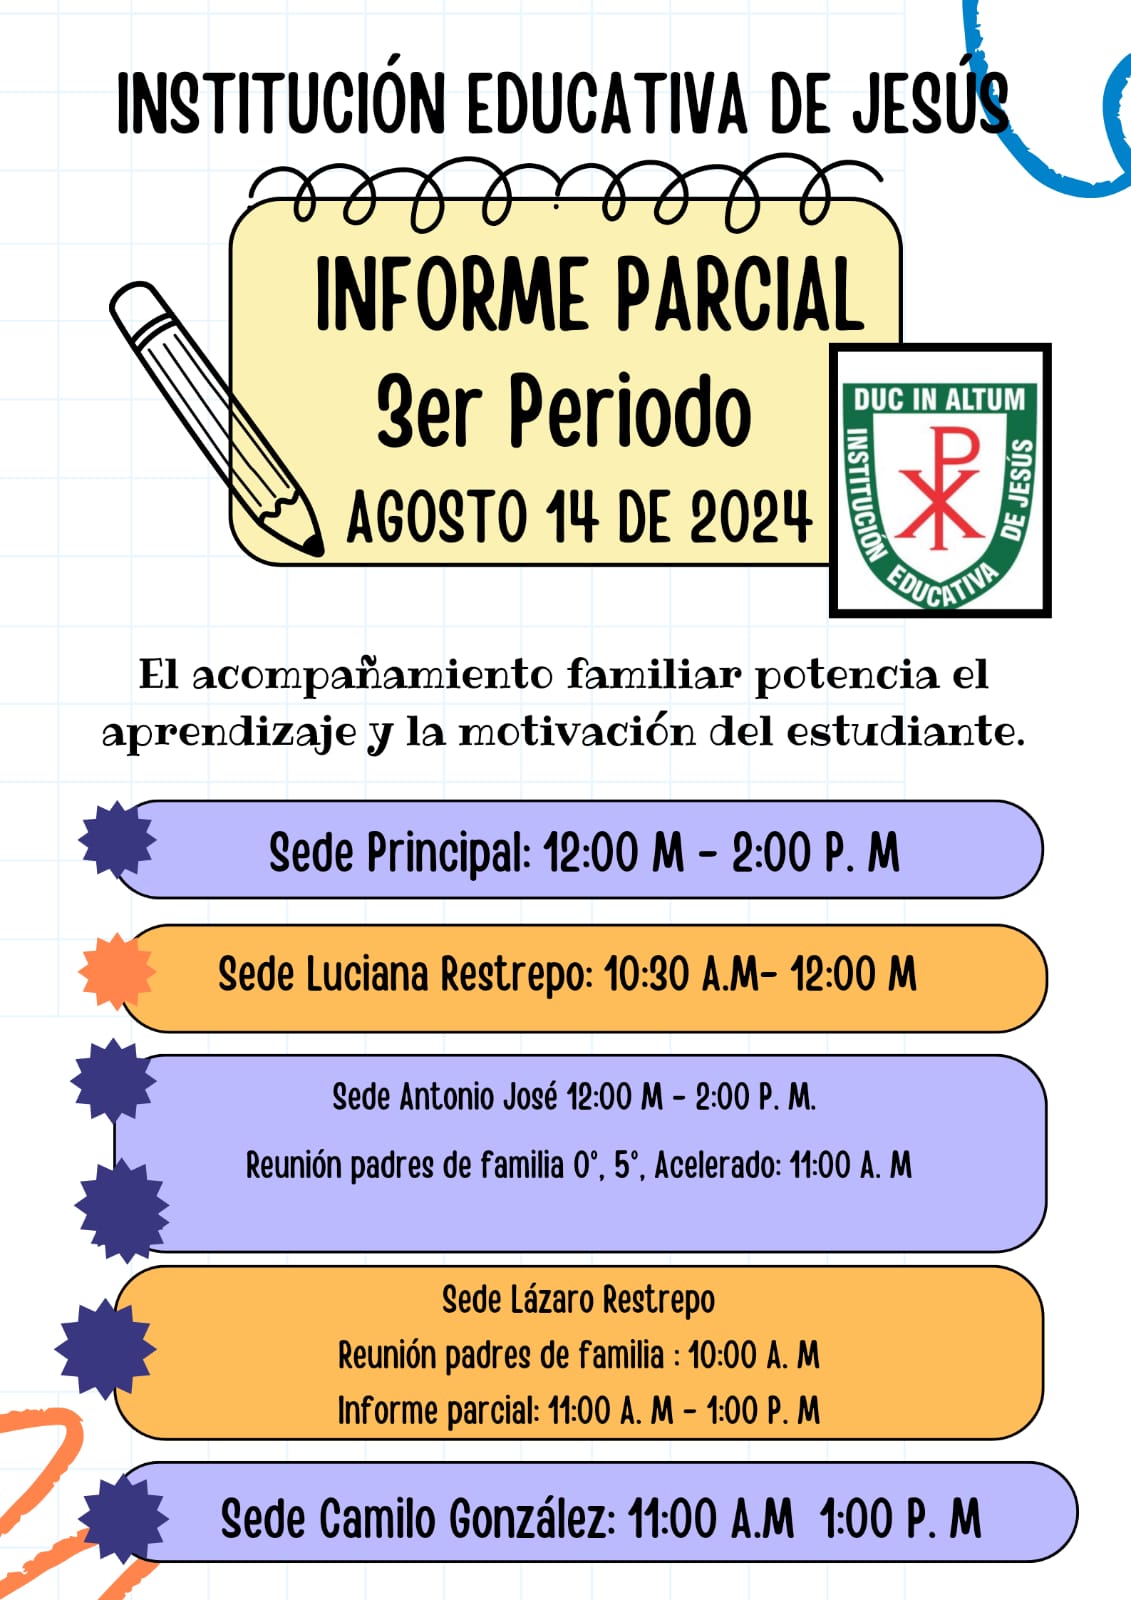 INSTITUCIÓN EDUCATIVA DE JESÚS
INFORME PARCIAL
3er Periodo
AGOSTO 14 DE 2024
DUC IN ALTUM
INSTITUCIÓN EDUCATIVA DE JESÚS
El acompañamiento familiar potencia el
aprendizaje y la motivación del estudiante.
Sede Principal: 12:00 M - 2:00 P. M
Sede Luciana Restrepo: 10:30 A.M- 12:00 M
Sede Antonio José 12:00 M - 2:00 P. M.
Reunión padres de familia 0°, 5°, Acelerado: 11:00 A. M
Sede Lázaro Restrepo
Reunión padres de familia : 10:00 A. M
Informe parcial: 11:00 A. M - 1:00 P. M
Sede Camilo González: 11:00 A.M  1:00 P. M